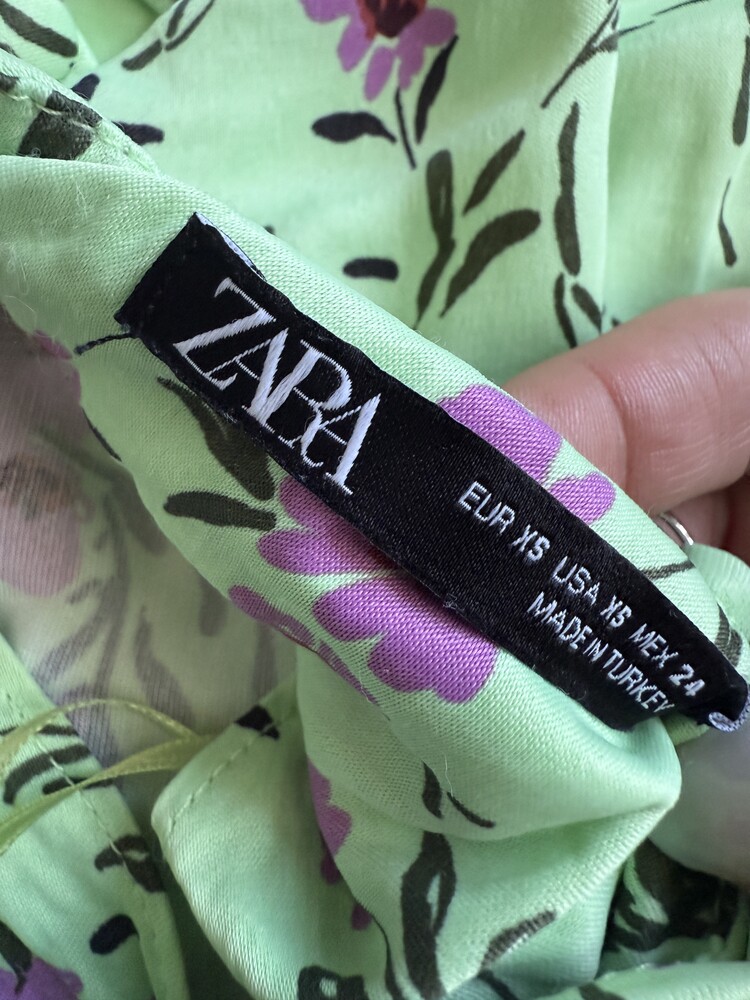 ZARA
EUR XS USA XS MEX 24
MADE IN TURKEY